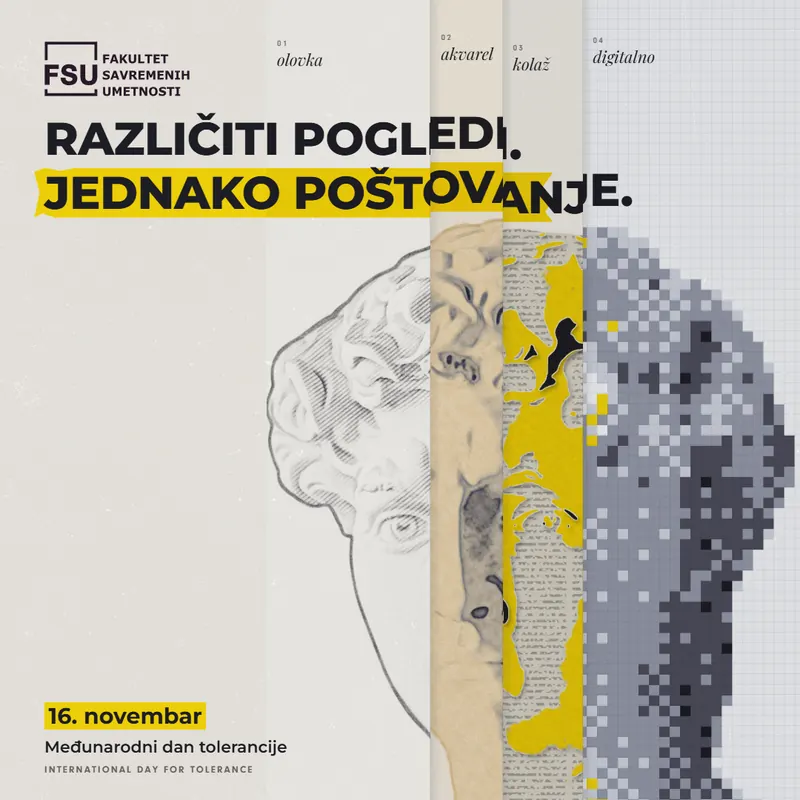 FSU FAKULTET
SAVREMENIH
UMETNOSTI
01
olovka
02
akvarel
03
kolaž
04
digitalno
RAZLIČITI POGLEDI.
JEDNAKO POŠTOVANJE.
16. novembar
Međunarodni dan tolerancije
INTERNATIONAL DAY FOR TOLERANCE